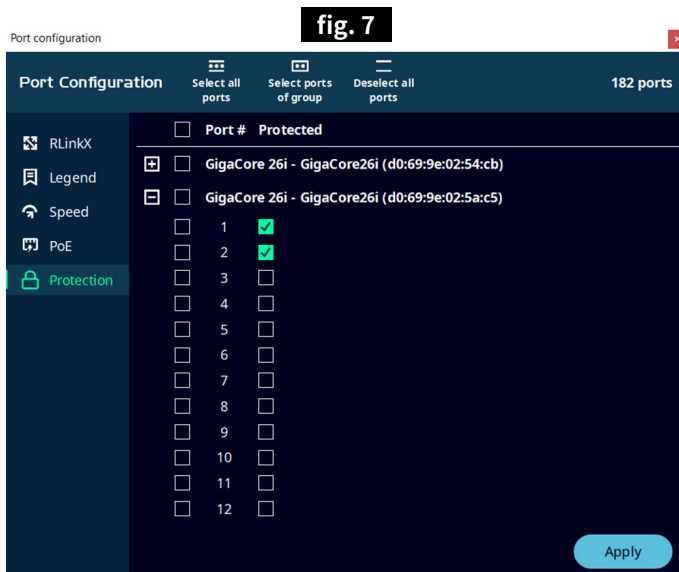 fig. 7
Port configuration
Port Configuration
Select all
ports
Select ports
of group
Deselect all
ports
182 ports
RLinkX
Legend
Speed
PoE
Protection
Port # Protected
GigaCore 26i - GigaCore26i (d0:69:9e:02:54:cb)
GigaCore 26i - GigaCore26i (d0:69:9e:02:5a:c5)
1
2
3
4
5
6
7
8
9
10
11
12
Apply